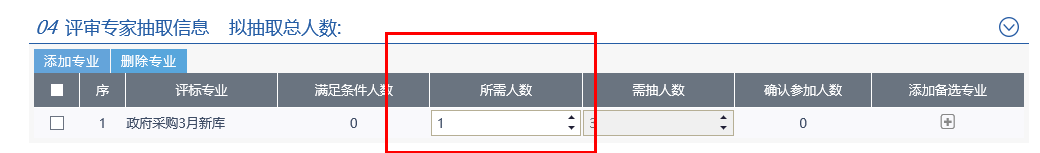 04 评审专家抽取信息 拟抽取总人数:
添加专业 删除专业
序 评标专业 满足条件人数 所需人数 需抽人数 确认参加人数 添加备选专业
1 政府采购3月新库 0 1 3 0